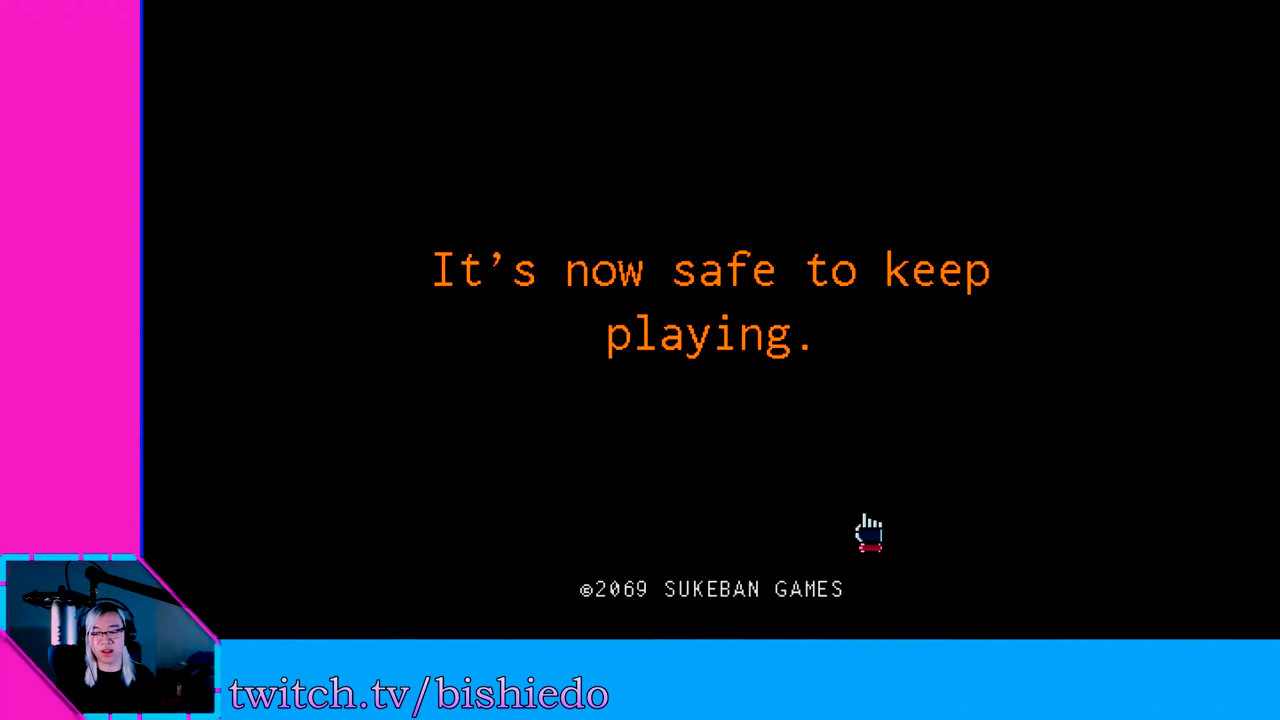 It’s now safe to keep
playing.
©2069 SUKEBAN GAMES
twitch.tv/bishiedo